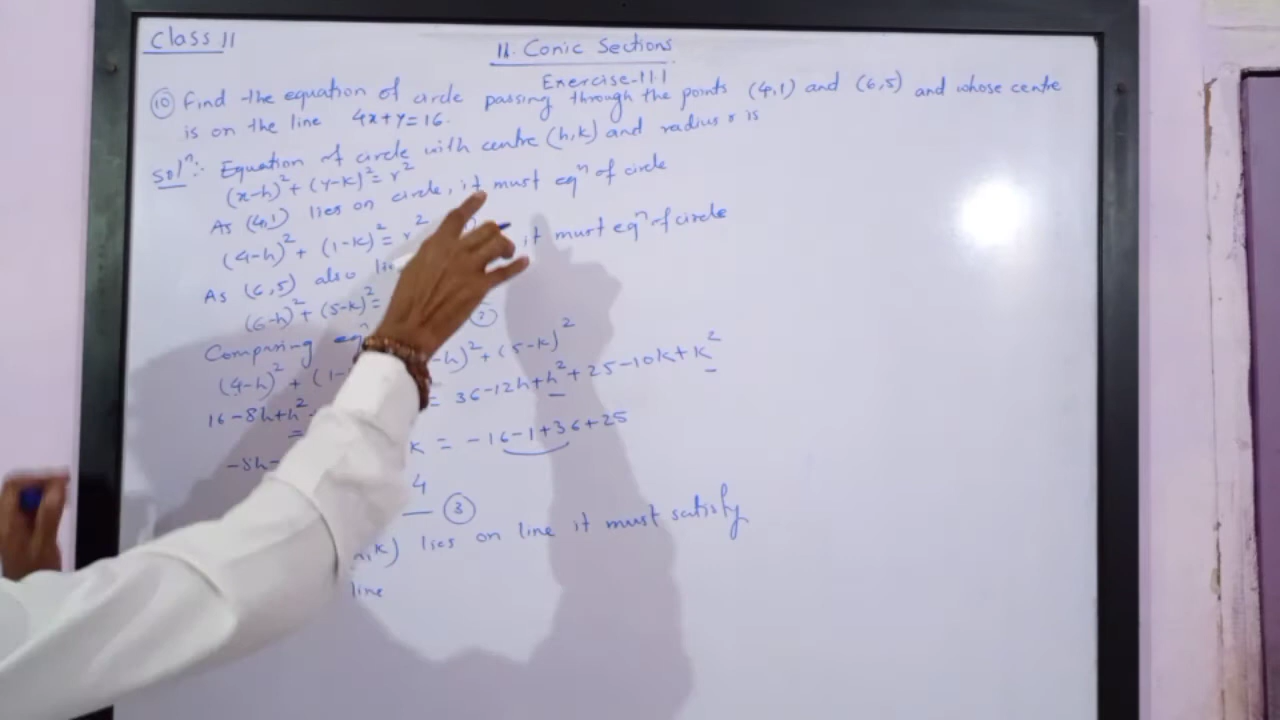 Class 11
11. Conic Sections
Exercise-11.1
(10) Find the equation of circle passing through the points (4,1) and (6,5) and whose centre
is on the line 4x+y=16.
Solⁿ:- Equation of circle with centre (h,k) and radius r is
(x-h)² + (y-k)² = r²
As (4,1) lies on circle, it must eqⁿ of circle
(4-h)² + (1-k)² = r²
As (6,5) also it must eqⁿ of circle
(6-h)² + (5-k)² = (2)
Comprsing eqⁿ
(4-h)² + (1- -h)² + (5-k)²
16-8h+h² = 36-12h+h²+25-10k+k²
-8h- k = -16-1+36+25
4 (3)
,k) lies on line it must satisfy
line